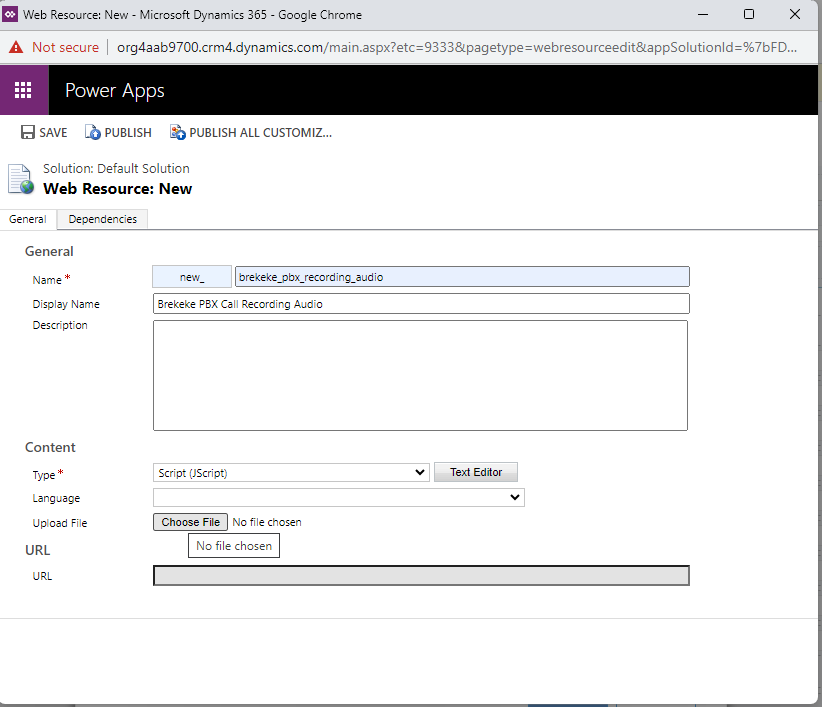 Web Resource: New - Microsoft Dynamics 365 - Google Chrome
Not secure org4aab9700.crm4.dynamics.com/main.aspx?etc=9333&pagetype=webresourceedit&appSolutionId=%7bFD...
Power Apps
SAVE PUBLISH PUBLISH ALL CUSTOMIZ...
Solution: Default Solution
Web Resource: New
General Dependencies
General
Name * new_ brekeke_pbx_recording_audio
Display Name Brekeke PBX Call Recording Audio
Description
Content
Type * Script (JScript) Text Editor
Language
Upload File Choose File No file chosen
No file chosen
URL
URL